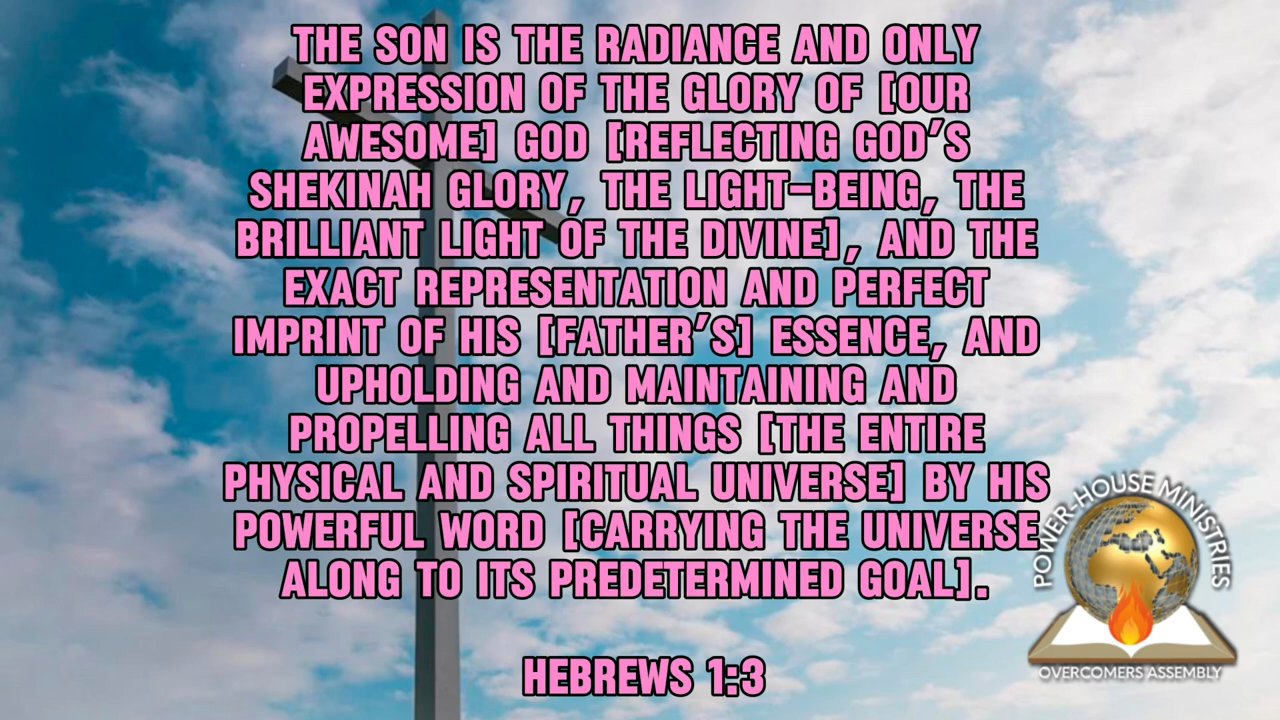 THE SON IS THE RADIANCE AND ONLY
EXPRESSION OF THE GLORY OF [OUR
AWESOME] GOD [REFLECTING GOD'S
SHEKINAH GLORY, THE LIGHT-BEING, THE
BRILLIANT LIGHT OF THE DIVINE], AND THE
EXACT REPRESENTATION AND PERFECT
IMPRINT OF HIS [FATHER'S] ESSENCE, AND
UPHOLDING AND MAINTAINING AND
PROPELLING ALL THINGS [THE ENTIRE
PHYSICAL AND SPIRITUAL UNIVERSE] BY HIS
POWERFUL WORD [CARRYING THE UNIVERSE
ALONG TO ITS PREDETERMINED GOAL].
HEBREWS 1:3
POWER-HOUSE MINISTRIES
OVERCOMERS ASSEMBLY